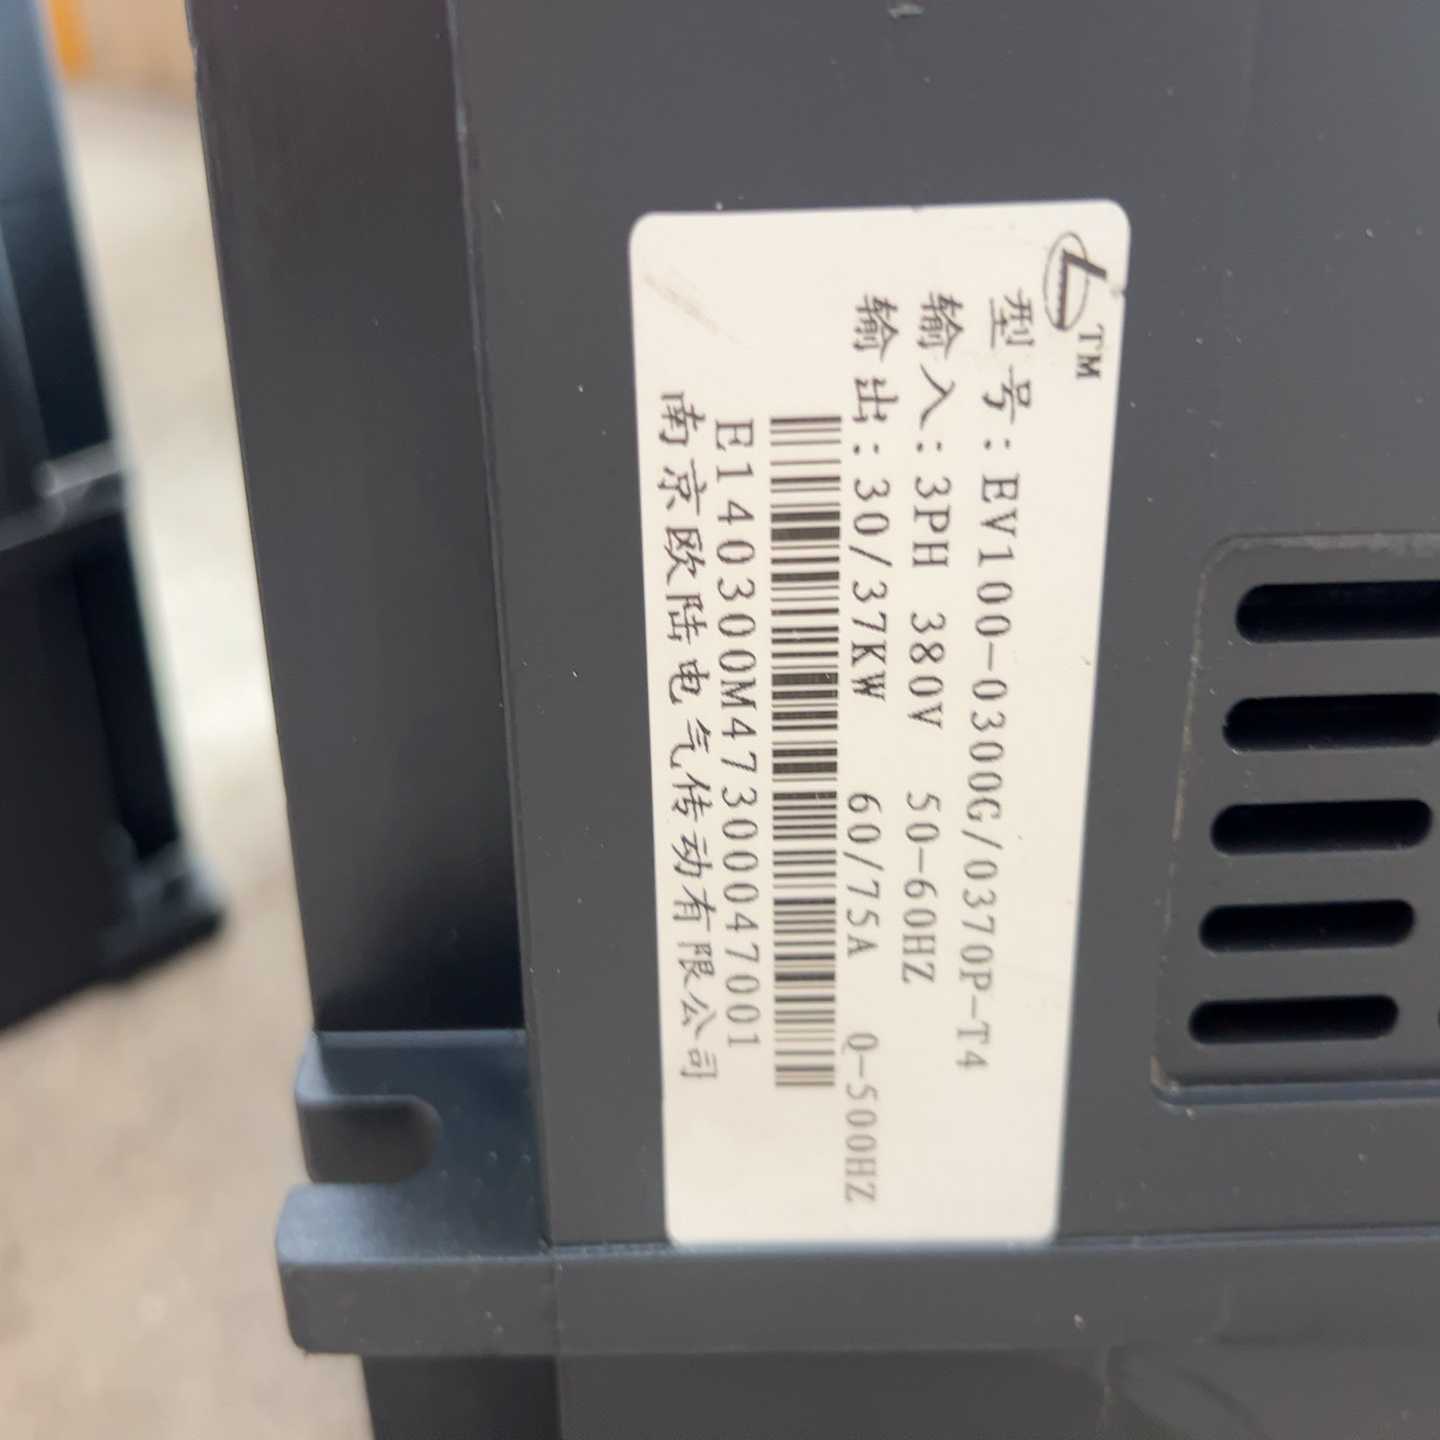 L™
型号:EV100-0300G/0370P-T4
输入:3PH 380V 50-60HZ
输出:30/37KW 60/75A 0-500HZ
E140300M47300047001
南京欧陆电气传动有限公司